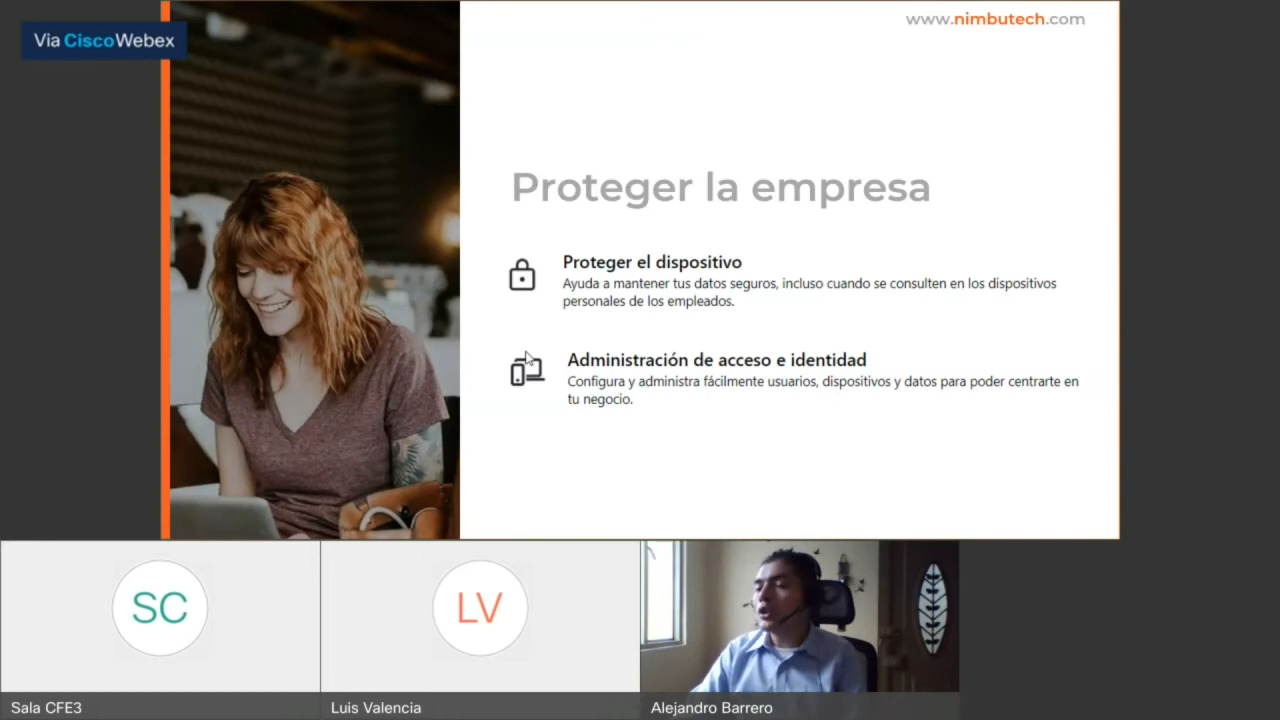 Via CiscoWebex
www.nimbutech.com
Proteger la empresa
Proteger el dispositivo
Ayuda a mantener tus datos seguros, incluso cuando se consulten en los dispositivos
personales de los empleados.
Administración de acceso e identidad
Configura y administra fácilmente usuarios, dispositivos y datos para poder centrarte en
tu negocio.
SC
LV
Sala CFE3
Luis Valencia
Alejandro Barrero